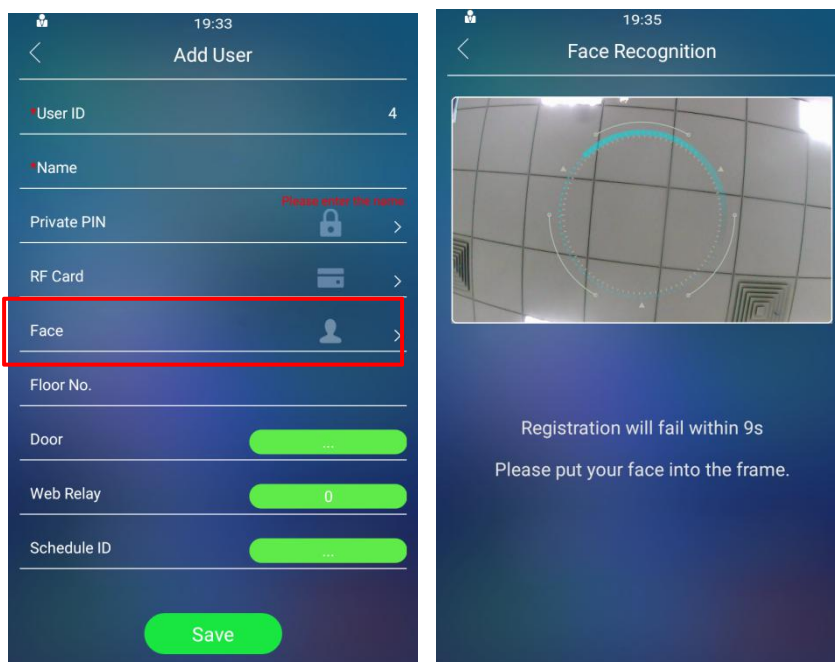 19:33
Add User
*User ID 4
*Name
Please enter the name
Private PIN
RF Card
Face
Floor No.
Door ...
Web Relay 0
Schedule ID ...
Save
19:35
Face Recognition
Registration will fail within 9s
Please put your face into the frame.